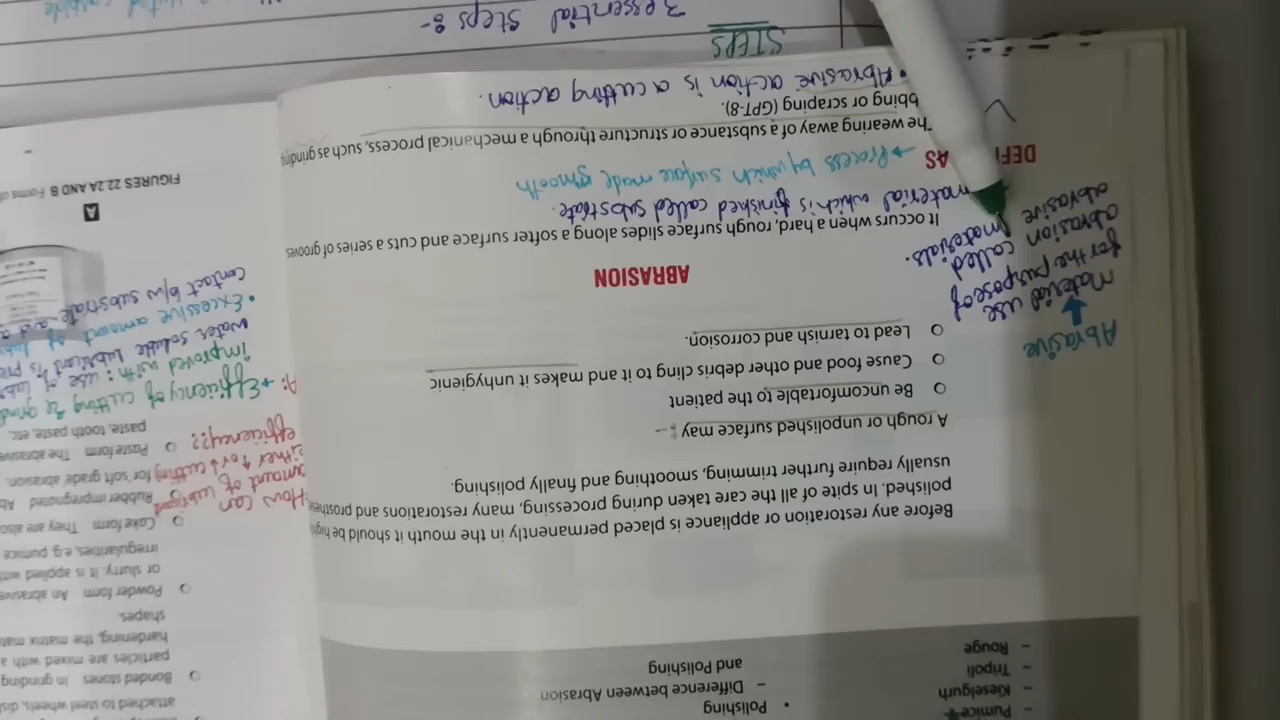 – Pumice
– Kieselgurh
– Tripoli
– Rouge
• Polishing
– Difference between Abrasion
and Polishing
Before any restoration or appliance is placed permanently in the mouth it should be
polished. In spite of all the care taken during processing, many restorations and
usually require further trimming, smoothing and finally polishing.
A rough or unpolished surface may :–
Be uncomfortable to the patient
Cause food and other debris cling to it and makes it unhygienic
Lead to tarnish and corrosion.
Abrasive
Material use
for the purpose of
abrasion called
abrasive
materials.
ABRASION
It occurs when a hard, rough surface slides along a softer surface and cuts a series of grooves
material which is finished called substrate.
→ Process by which surface made smooth
AS
The wearing away of a substance or structure through a mechanical process, such as grinding
bbing or scraping (GPT-8).
• Abrasive action is a cutting action.
STEPS
3 essential steps :-
attached to steel wheels,
Bonded stones In grinding
particles are mixed with a
hardening, the matrix
shapes.
Powder form An abrasive
or slurry. It is applied
irregularities, e.g. pumice
Cake form They are also
Rubber impregnated
for soft grade abrasion.
Paste form The abrasive
paste, tooth paste, etc.
How can
amount of lubricant
either ↑ or ↓ cutting
efficiency??
A: → Efficiency of cutting &
improved with : use of
water soluble lubricant is
• Excessive amount of
contact b/w substrate and
A
FIGURES 22.2A AND B Forms of